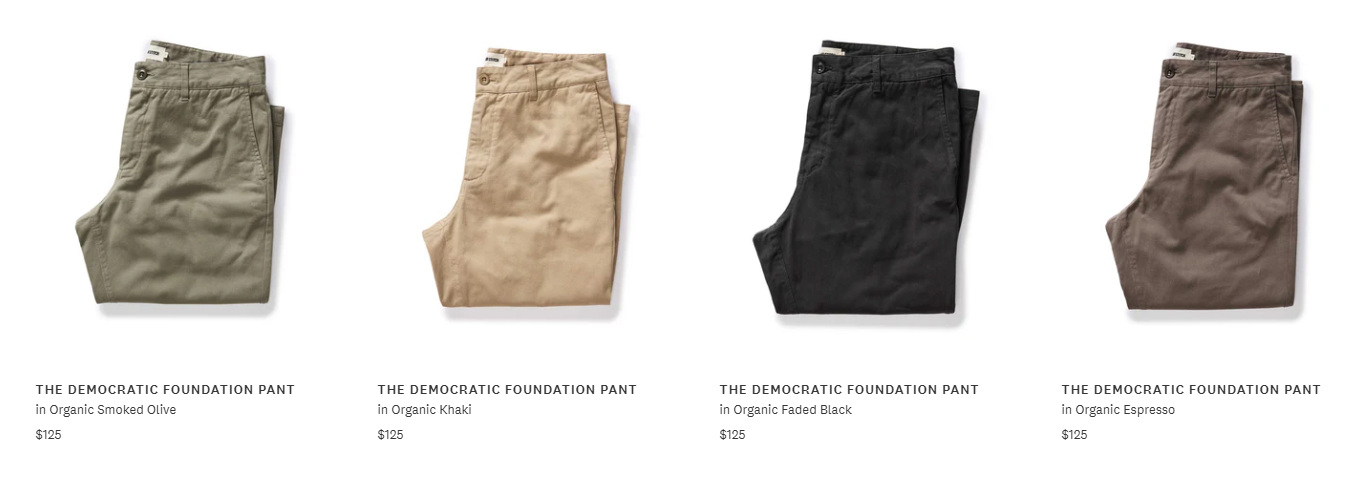 THE DEMOCRATIC FOUNDATION PANT
in Organic Smoked Olive
$125
THE DEMOCRATIC FOUNDATION PANT
in Organic Khaki
$125
THE DEMOCRATIC FOUNDATION PANT
in Organic Faded Black
$125
THE DEMOCRATIC FOUNDATION PANT
in Organic Espresso
$125